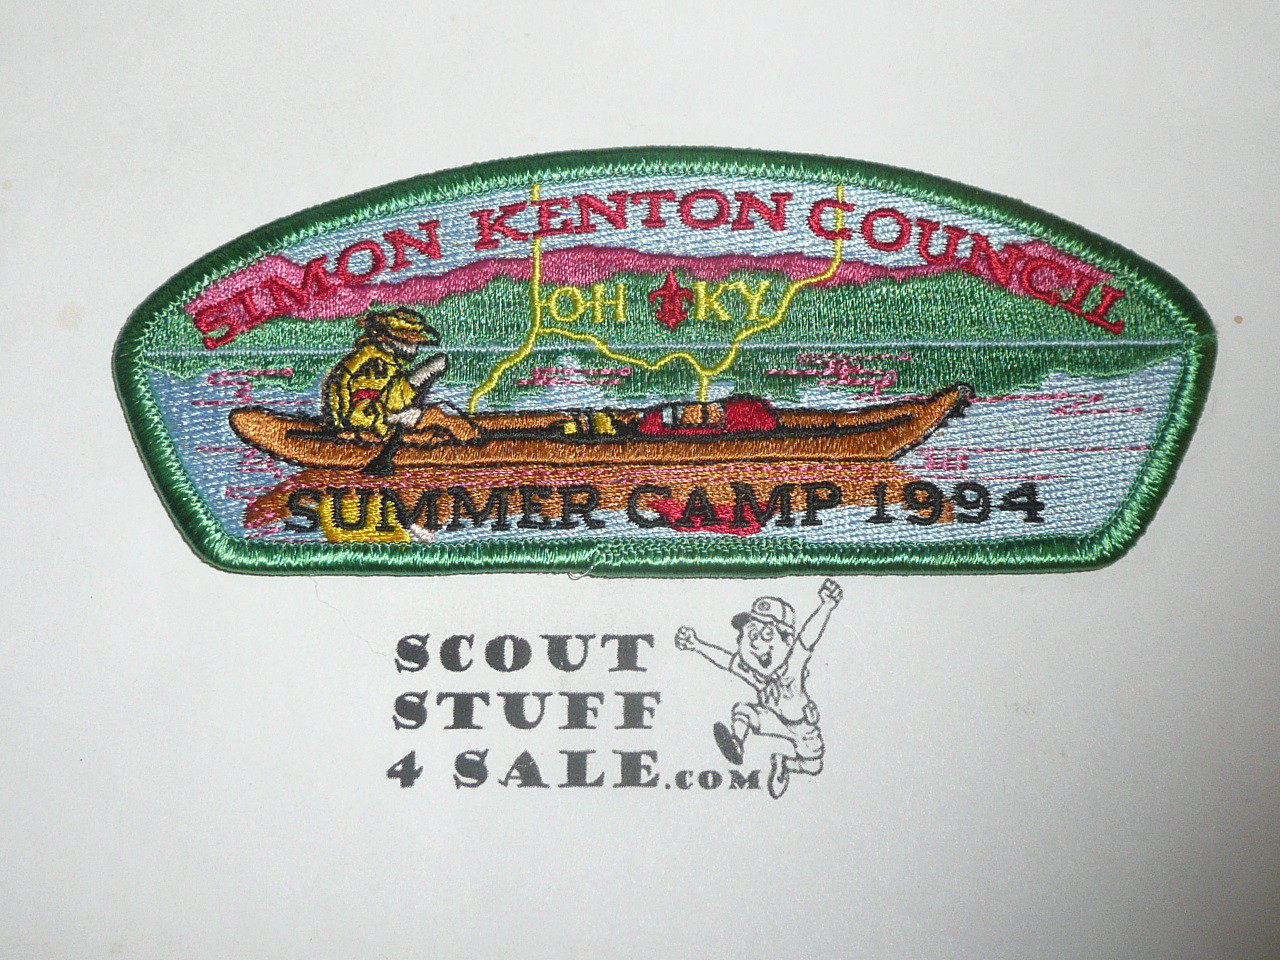 SIMON KENTON COUNCIL
OH KY
SUMMER CAMP 1994
SCOUT
STUFF
4 SALE.COM